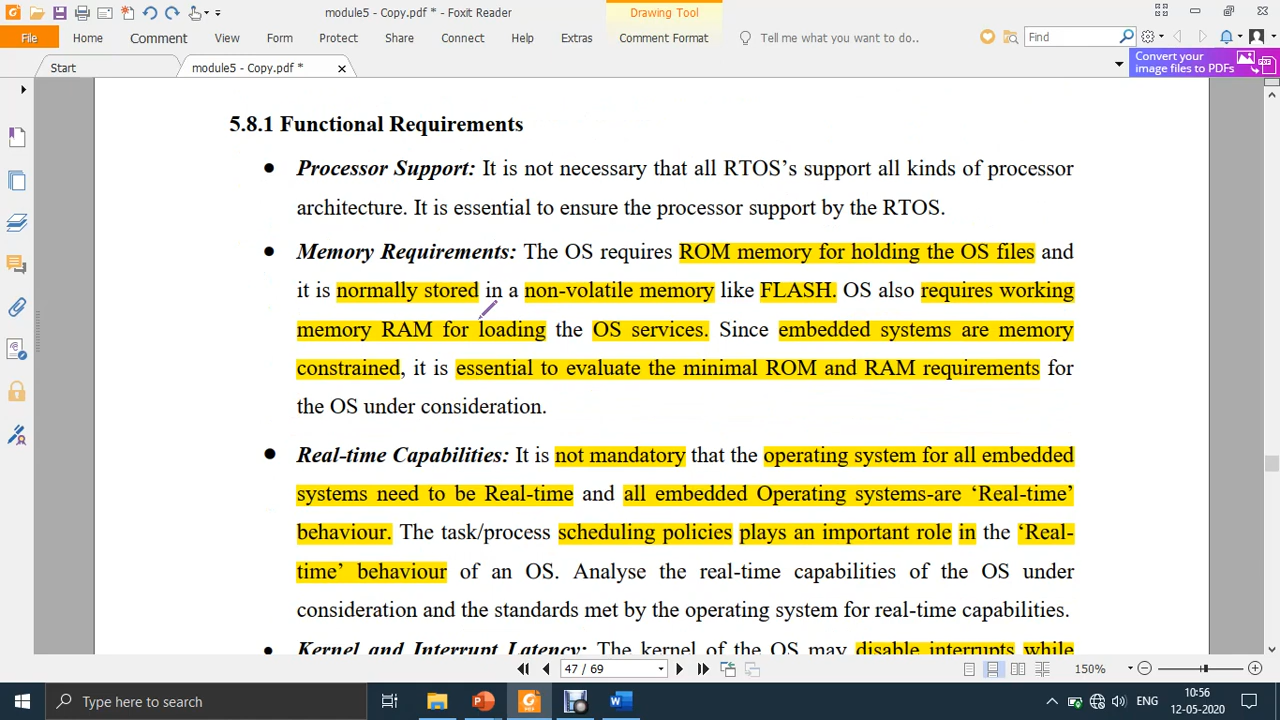 module5 - Copy.pdf * - Foxit Reader
Drawing Tool
File Home Comment View Form Protect Share Connect Help Extras Comment Format Tell me what you want to do.. Find
Start module5 - Copy.pdf *
Convert your
image files to PDFs
5.8.1 Functional Requirements
● Processor Support: It is not necessary that all RTOS’s support all kinds of processor
architecture. It is essential to ensure the processor support by the RTOS.
● Memory Requirements: The OS requires ROM memory for holding the OS files and
it is normally stored in a non-volatile memory like FLASH. OS also requires working
memory RAM for loading the OS services. Since embedded systems are memory
constrained, it is essential to evaluate the minimal ROM and RAM requirements for
the OS under consideration.
● Real-time Capabilities: It is not mandatory that the operating system for all embedded
systems need to be Real-time and all embedded Operating systems-are ‘Real-time’
behaviour. The task/process scheduling policies plays an important role in the ‘Real-
time’ behaviour of an OS. Analyse the real-time capabilities of the OS under
consideration and the standards met by the operating system for real-time capabilities.
● Kernel and Interrupt Latency: The kernel of the OS may disable interrupts while
47 / 69
150%
Type here to search
ENG
10:56
12-05-2020